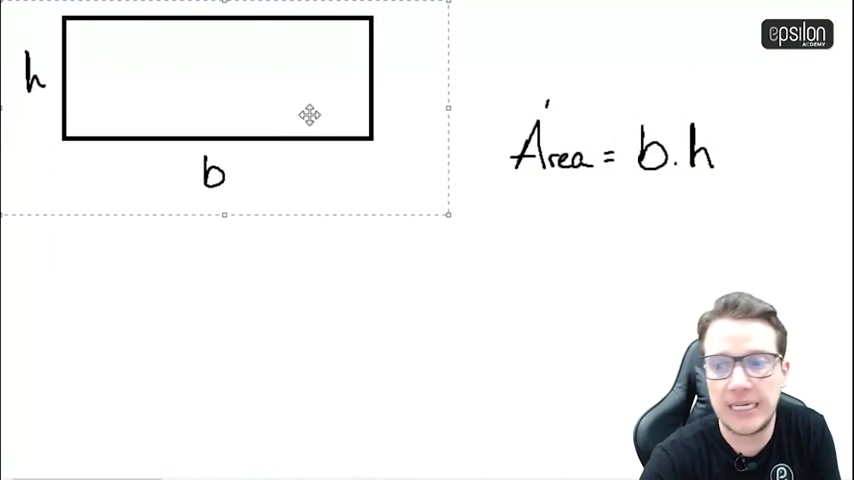 h
b
Área = b.h
epsilon
ACADEMY